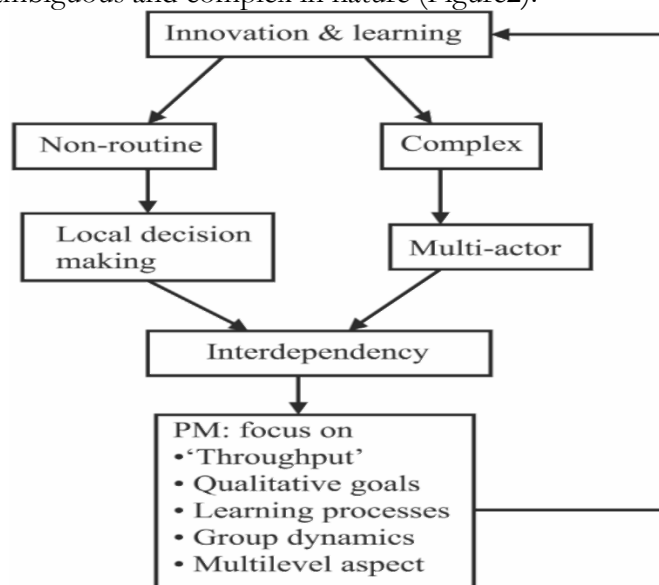 ambiguous and complex in nature (Figure2).
Innovation & learning
Non-routine
Complex
Local decision
making
Multi-actor
Interdependency
PM: focus on
•‘Throughput’
• Qualitative goals
• Learning processes
• Group dynamics
• Multilevel aspect